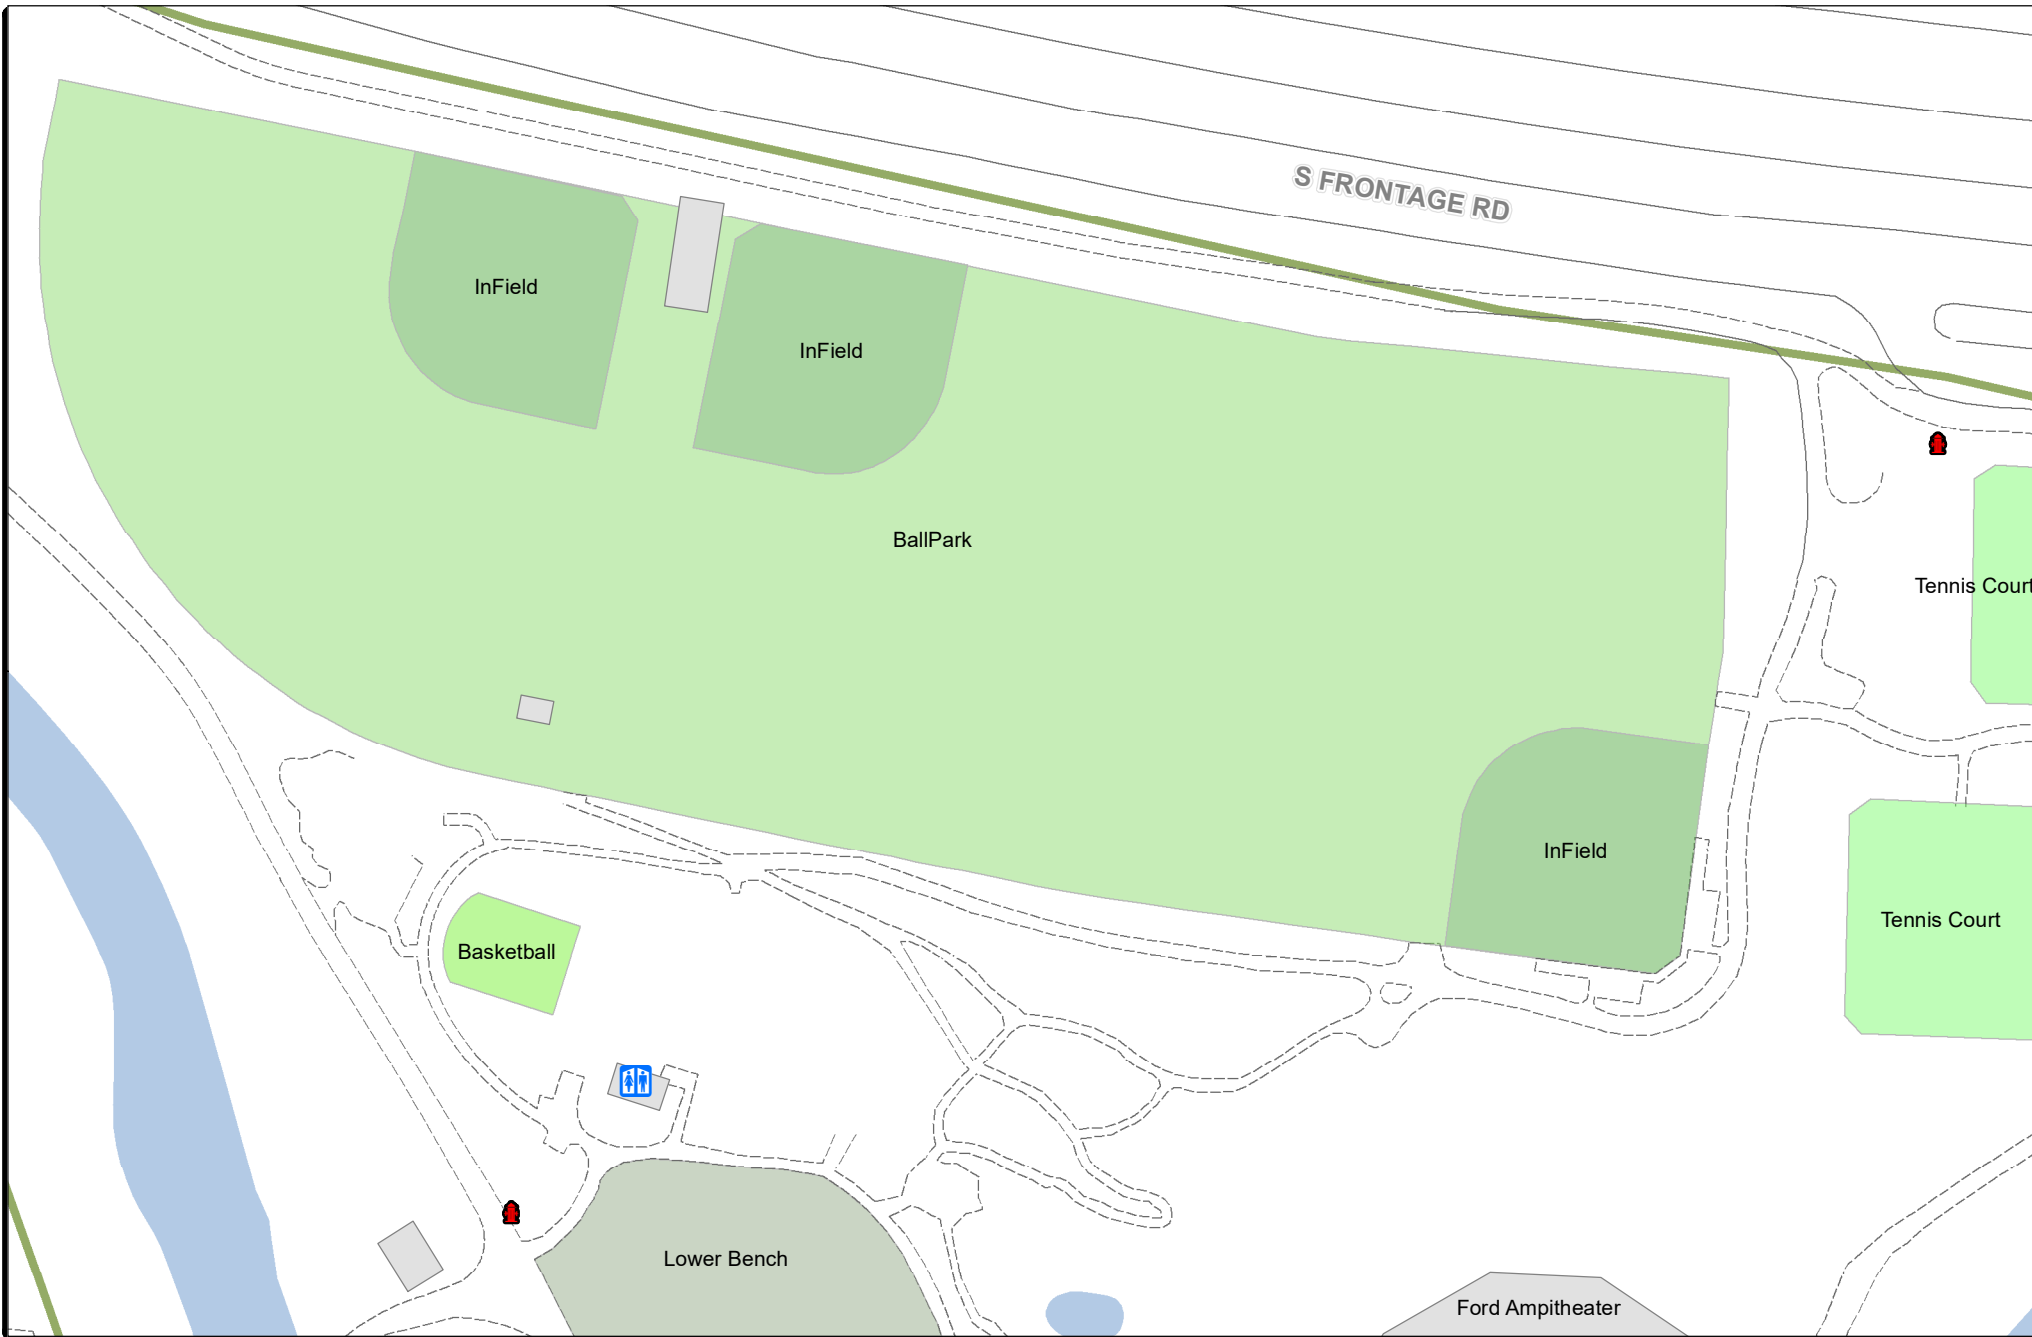 S FRONTAGE RD
InField
InField
BallPark
Tennis Court
InField
Tennis Court
Basketball
Lower Bench
Ford Ampitheater